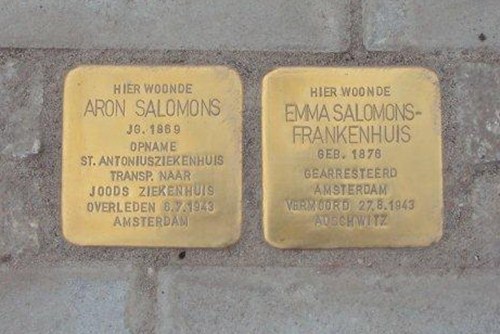 HIER WOONDE
ARON SALOMONS
JG. 1869
OPNAME
ST. ANTONIUSZIEKENHUIS
TRANSP. NAAR
JOODS ZIEKENHUIS
OVERLEDEN 6.7.1943
AMSTERDAM
HIER WOONDE
EMMA SALOMONS-
FRANKENHUIS
GEB. 1876
GEARRESTEERD
AMSTERDAM
VERMOORD 27.8.1943
AUSCHWITZ